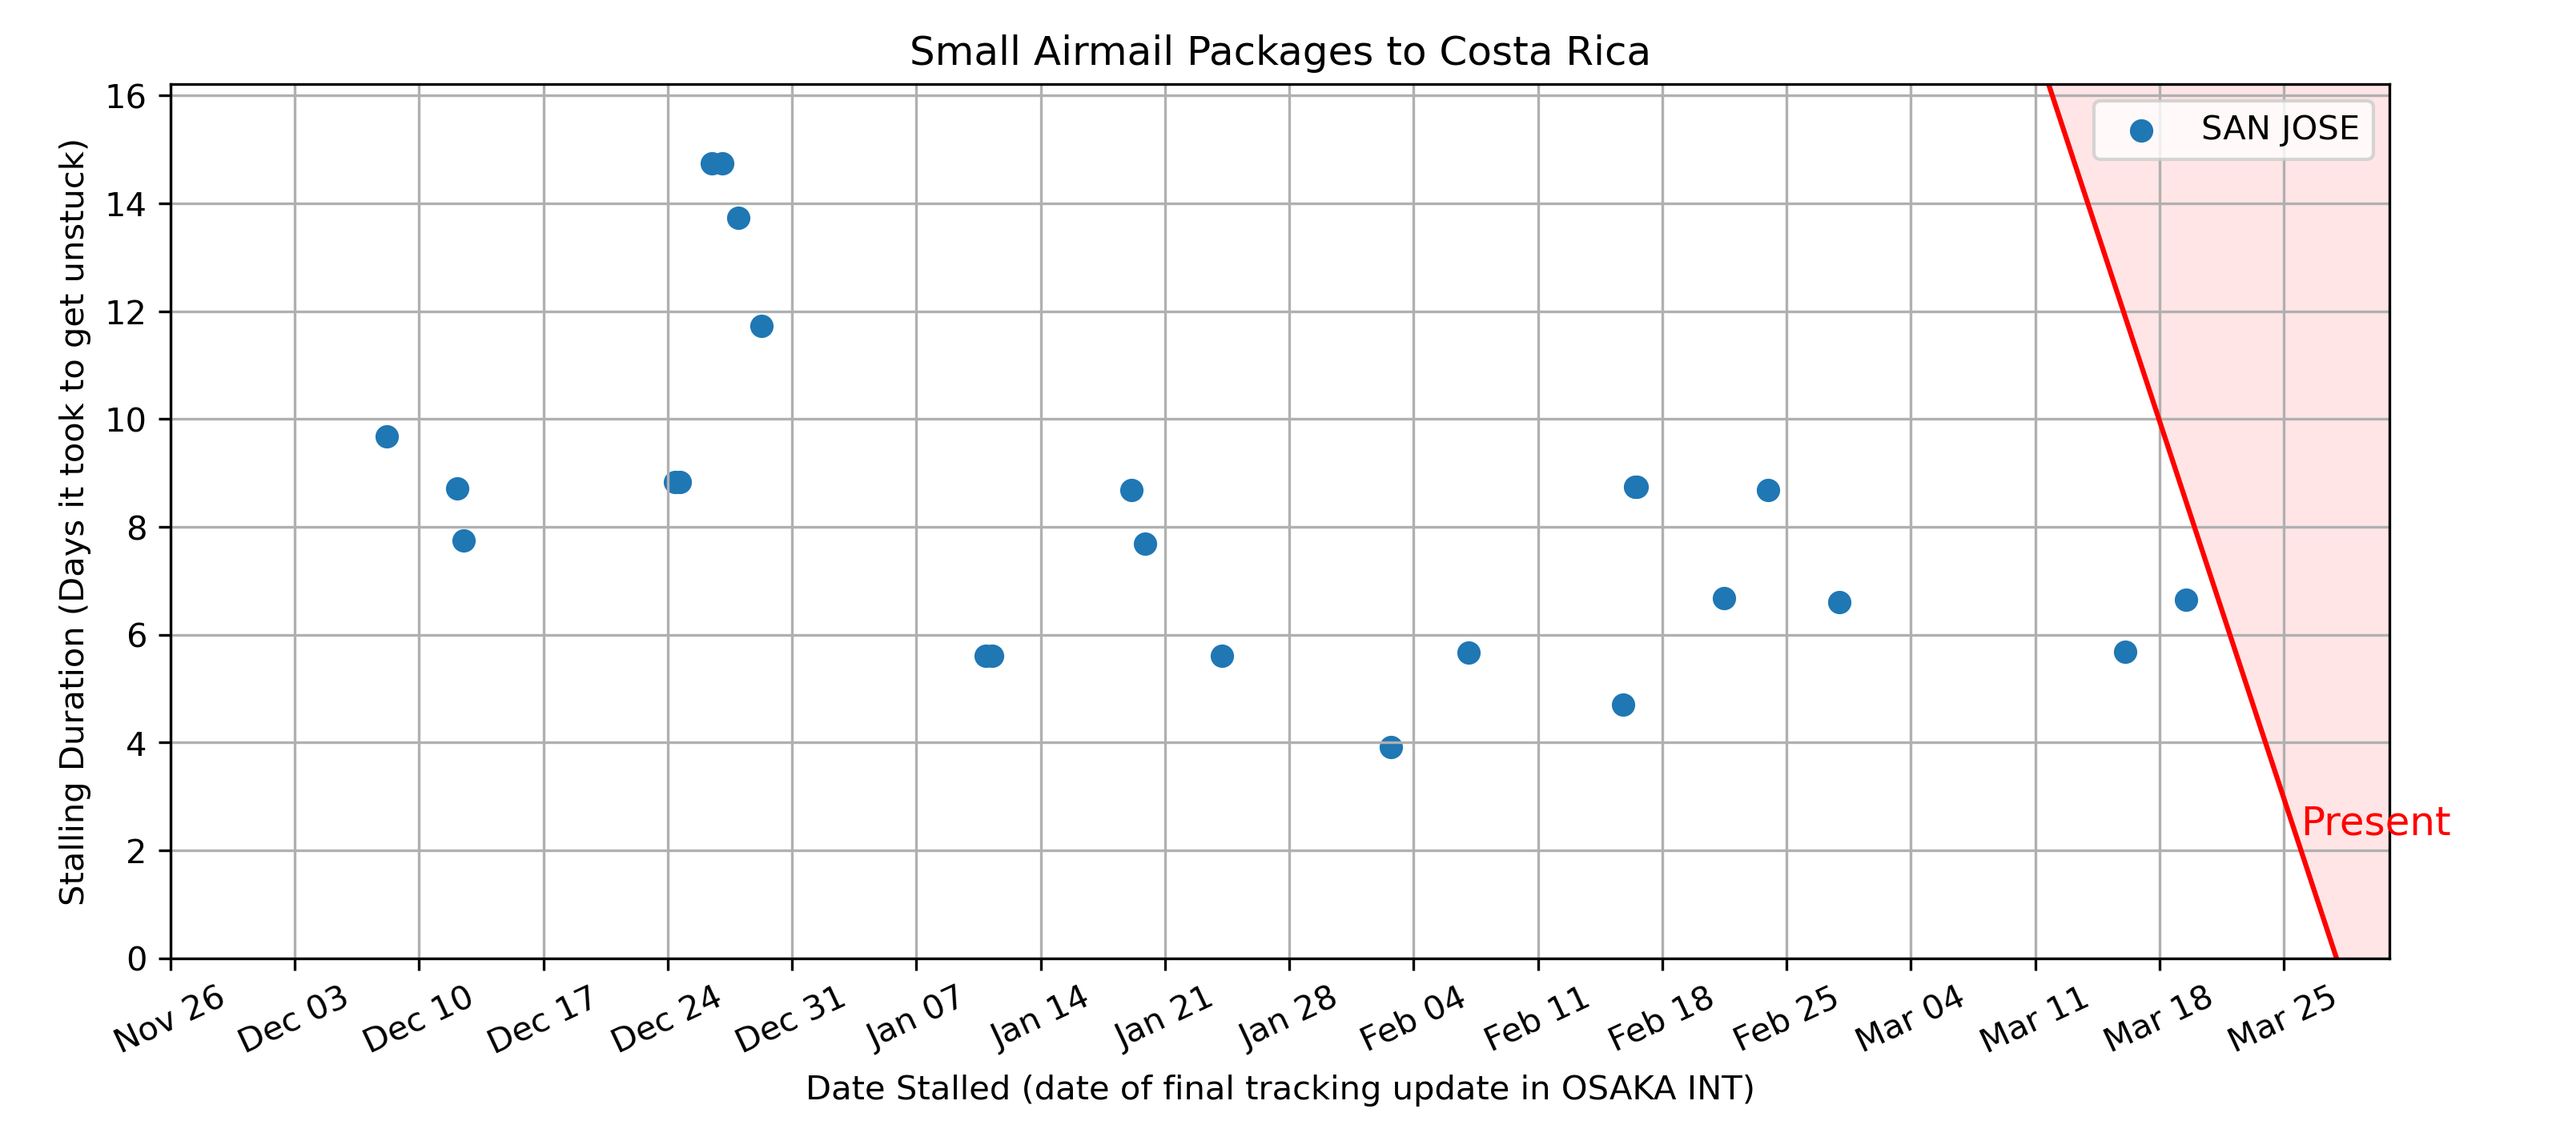 Small Airmail Packages to Costa Rica
Stalling Duration (Days it took to get unstuck)
16
14
12
10
8
6
4
2
0
SAN JOSE
Present
Nov 26 Dec 03 Dec 10 Dec 17 Dec 24 Dec 31 Jan 07 Jan 14 Jan 21 Jan 28 Feb 04 Feb 11 Feb 18 Feb 25 Mar 04 Mar 11 Mar 18 Mar 25
Date Stalled (date of final tracking update in OSAKA INT)